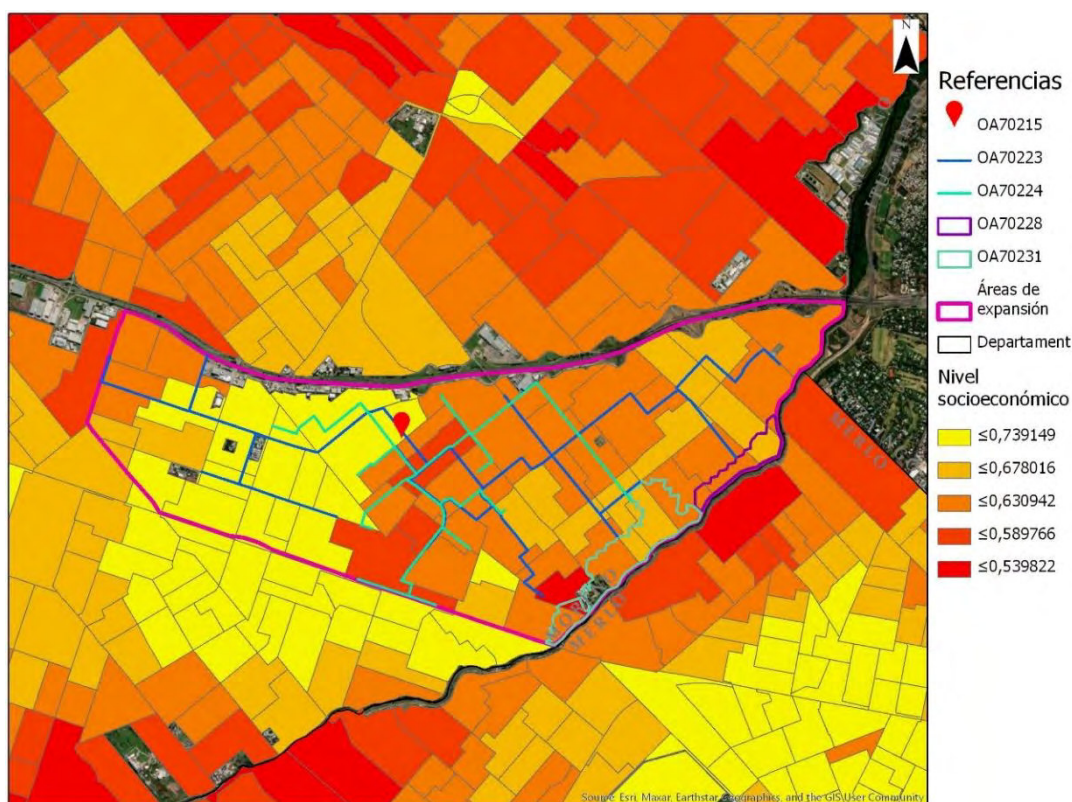 N
Referencias
OA70215
OA70223
OA70224
OA70228
OA70231
Áreas de
expansión
Departament
Nivel
socioeconómico
≤0,739149
≤0,678016
≤0,630942
≤0,589766
≤0,539822
MERLO
MERLO
Source: Esri, Maxar, Earthstar Geographics, and the GIS User Community